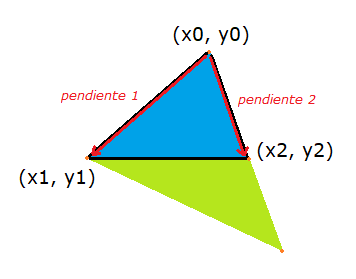 (x0, y0)
pendiente 1
pendiente 2
(x2, y2)
(x1, y1)